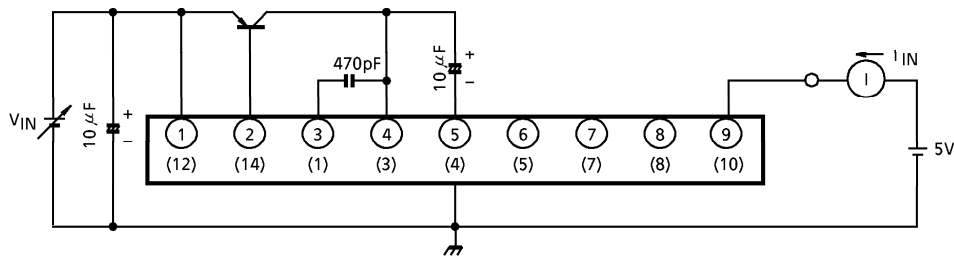 470pF
10 μF
+
−
I IN
I
V IN
10 μF
+
−
1 2 3 4 5 6 7 8 9
(12) (14) (1) (3) (4) (5) (7) (8) (10)
5V